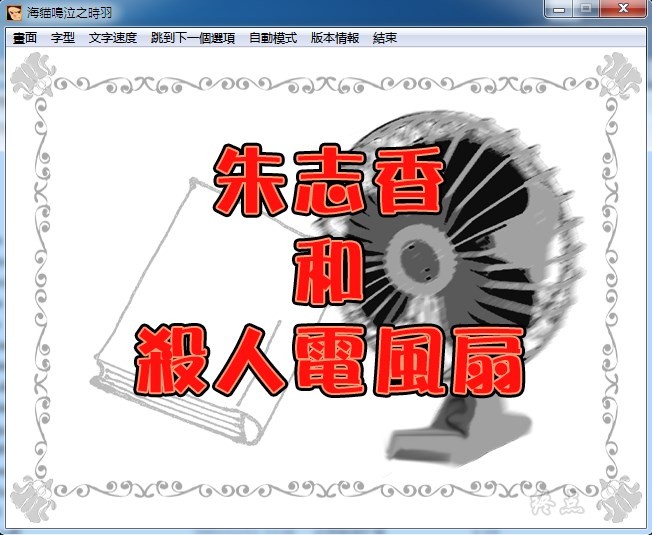 海貓鳴泣之時羽
畫面 字型 文字速度 跳到下一個選項 自動模式 版本情報 結束
朱志香
和
殺人電風扇